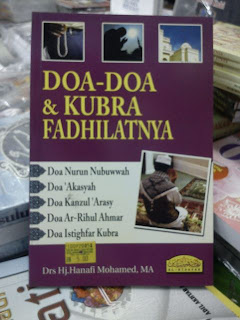 DOA-DOA
& KUBRA
FADHILATNYA
Doa Nurun Nubuwwah
Doa 'Akasyah
Doa Kanzul 'Arasy
Doa Ar-Rihul Ahmar
Doa Istighfar Kubra
Drs Hj.Hanafi Mohamed, MA